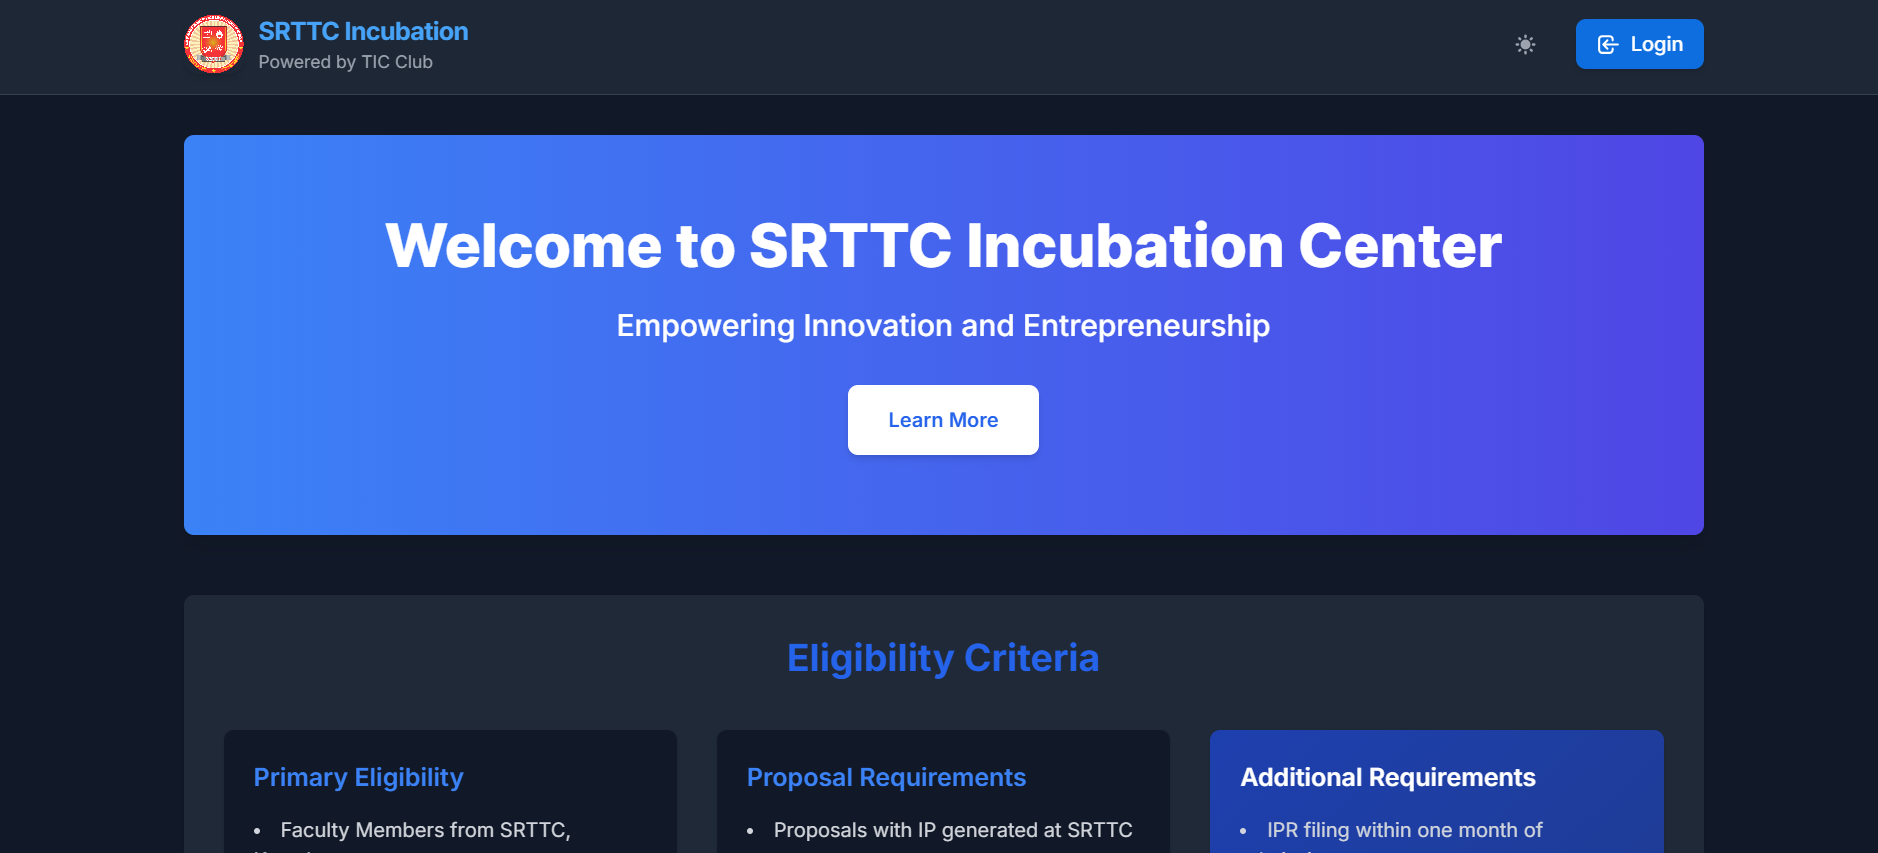 SRTTC Incubation
Powered by TIC Club
Login
Welcome to SRTTC Incubation Center
Empowering Innovation and Entrepreneurship
Learn More
Eligibility Criteria
Primary Eligibility
• Faculty Members from SRTTC,
Proposal Requirements
• Proposals with IP generated at SRTTC
Additional Requirements
• IPR filing within one month of